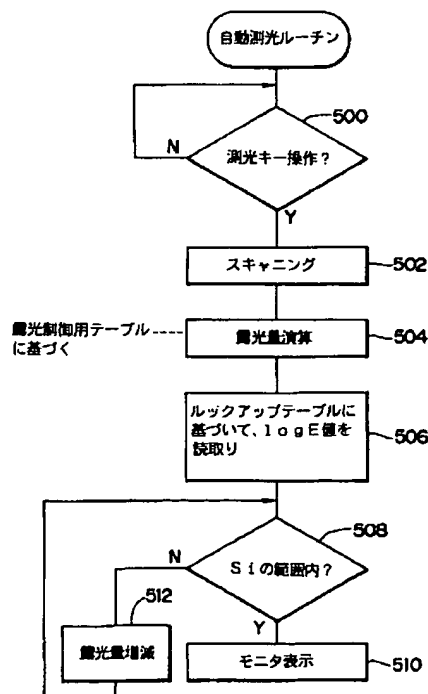 自動測光ルーチン
500
測光キー操作？
N
Y
スキャニング
502
露光制御用テーブル
に基づく
露光量演算
504
ルックアップテーブルに
基づいて、ｌｏｇＥ値を
読取り
506
508
Ｓｉの範囲内？
N
Y
512
露光量増減
モニタ表示
510